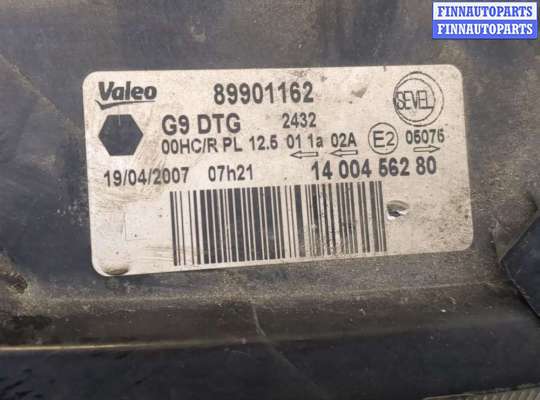 FINNAUTOPARTS
FINNAUTOPARTS
Valeo 89901162 SEVEL
G9 DTG 2432
00HC/R PL 12.5 01 1a 02A E2 05076
19/04/2007 07h21 14 004 562 80